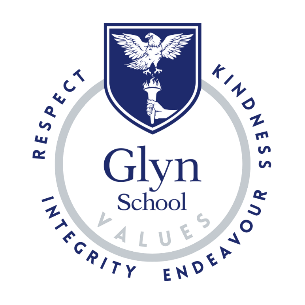 Glyn
School
VALUES
RESPECT
KINDNESS
INTEGRITY
ENDEAVOUR